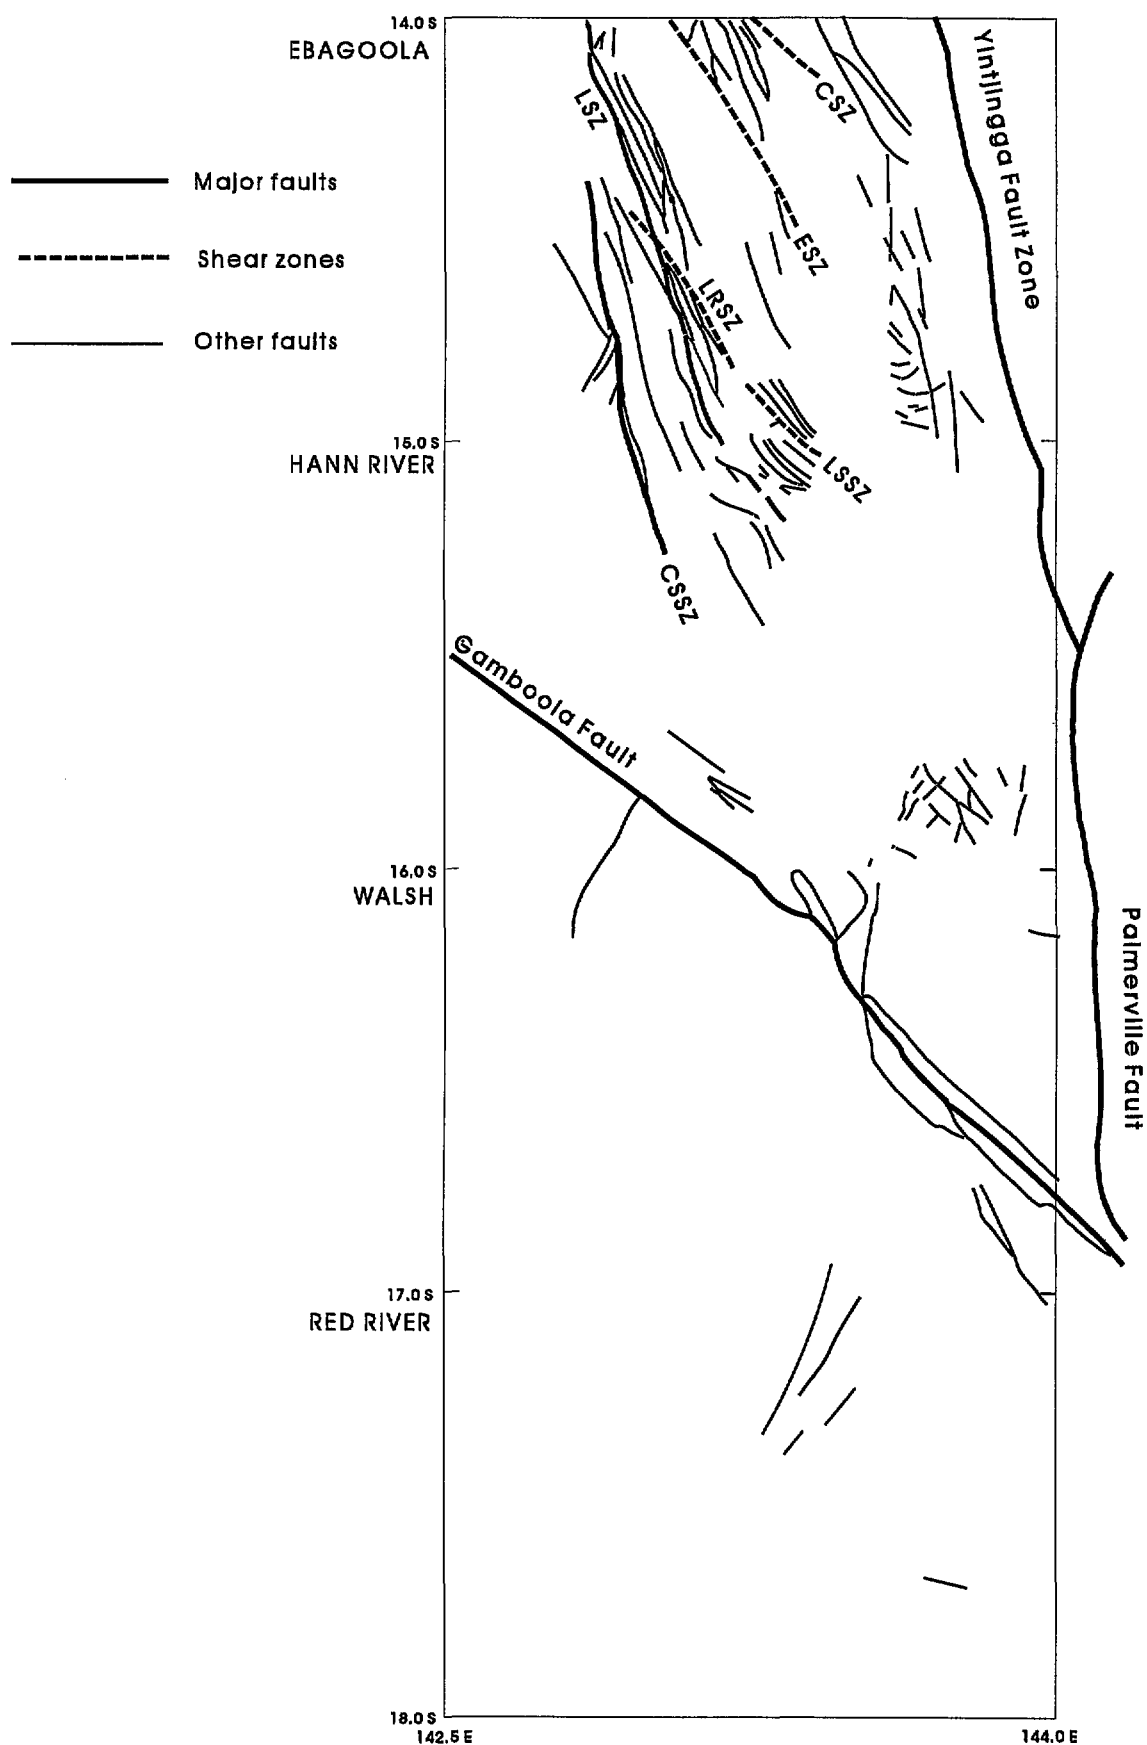 14.0 S
EBAGOOLA
Major faults
Shear zones
Other faults
LSZ
CSZ
Yintjingga Fault Zone
ESZ
LRSZ
15.0 S
HANN RIVER
LSSZ
CSSZ
Gamboola Fault
16.0 S
WALSH
Palmerville Fault
17.0 S
RED RIVER
18.0 S
142.5 E
144.0 E